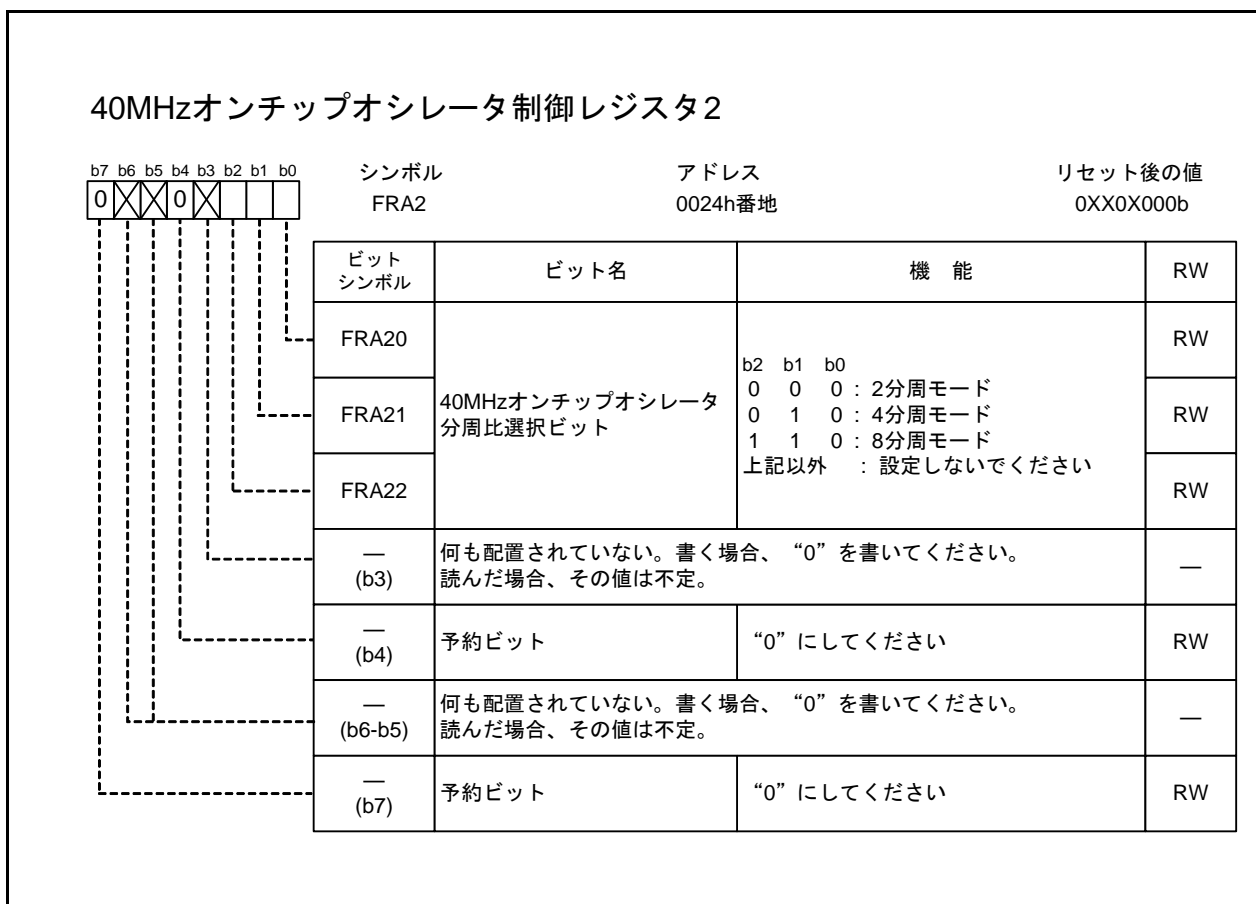 40MHzオンチップオシレータ制御レジスタ2
b7 b6 b5 b4 b3 b2 b1 b0
0 0
シンボル アドレス リセット後の値
FRA2 0024h番地 0XX0X000b
ビット
シンボル
ビット名 機 能 RW
FRA20 RW
FRA21 RW
FRA22 RW
40MHzオンチップオシレータ
分周比選択ビット
b2 b1 b0
0 0 0 : 2分周モード
0 1 0 : 4分周モード
1 1 0 : 8分周モード
上記以外 : 設定しないでください
—
(b3)
何も配置されていない。書く場合、“0”を書いてください。
読んだ場合、その値は不定。
—
—
(b4)
予約ビット “0”にしてください RW
—
(b6-b5)
何も配置されていない。書く場合、“0”を書いてください。
読んだ場合、その値は不定。
—
—
(b7)
予約ビット “0”にしてください RW